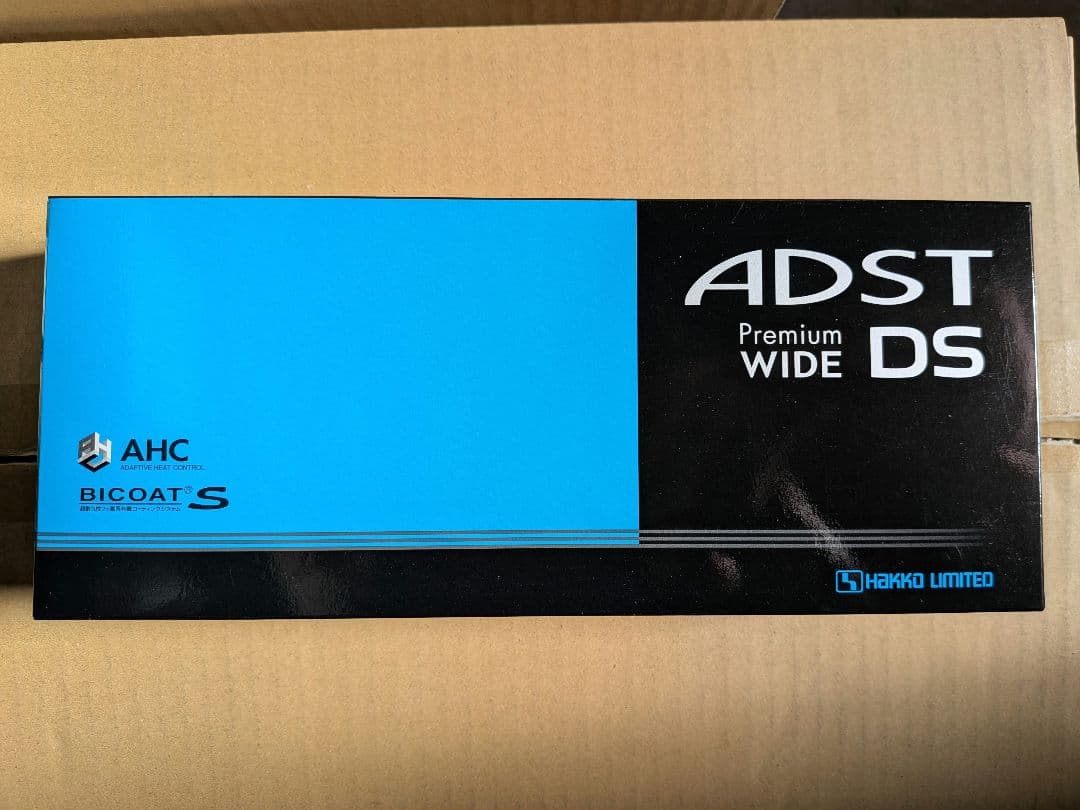 ADST
Premium
WIDE DS
AHC
ADAPTIVE HEAT CONTROL
BICOAT® S
HAKKO LIMITED